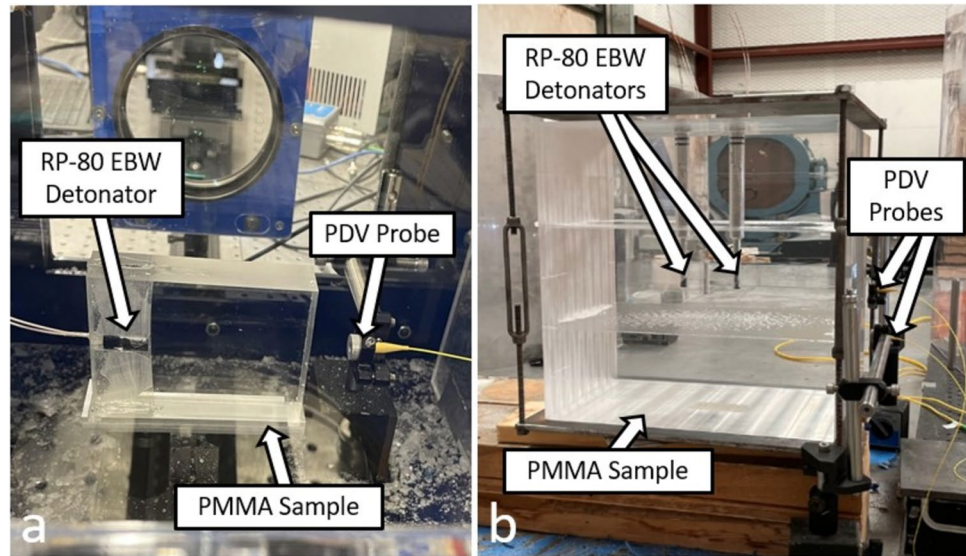 RP-80 EBW
Detonator
PDV Probe
PMMA Sample
a
RP-80 EBW
Detonators
PDV
Probes
PMMA Sample
b